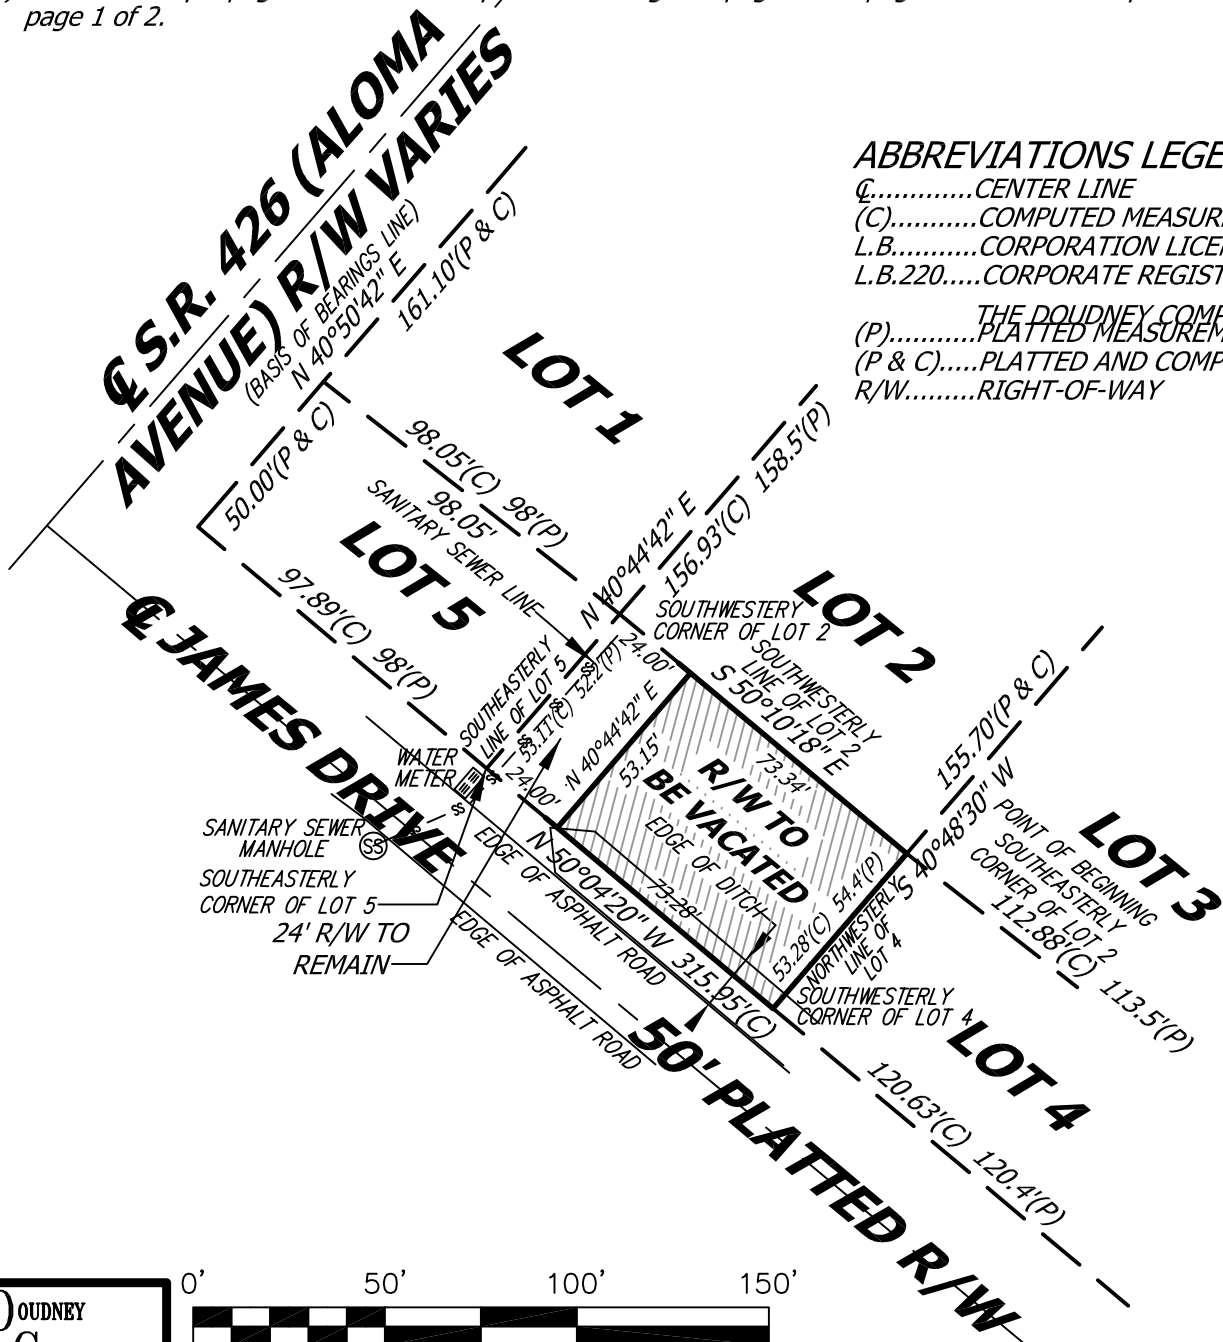 page 1 of 2.
℄ S.R. 426 (ALOMA
AVENUE) R/W VARIES
(BASIS OF BEARINGS LINE)
N 40°50'42" E
161.10'(P & C)
50.00'(P & C)
ABBREVIATIONS LEGE
℄............CENTER LINE
(C)...........COMPUTED MEASUR
L.B...........CORPORATION LICE
L.B.220.....CORPORATE REGIST
THE DOUDNEY COMP
(P)...........PLATTED MEASUREM
(P & C).....PLATTED AND COMP
R/W.........RIGHT-OF-WAY
LOT 1
98.05'(C) 98'(P)
98.05'
SANITARY SEWER LINE
LOT 5
97.89'(C) 98'(P)
℄ JAMES DRIVE
N 40°44'42" E
156.93'(C) 158.5'(P)
SOUTHWESTERY
CORNER OF LOT 2
LOT 2
SOUTHWESTERLY
LINE OF LOT 2
S 50°10'18" E
73.34'
24.00'
SOUTHEASTERLY
LINE OF LOT 5
53.11'(C) 52.2'(P)
24.00'
N 40°44'42" E
53.15'
R/W TO
BE VACATED
EDGE OF DITCH
73.28'
53.28'(C) 54.4'(P)
NORTHWESTERLY
LINE OF
LOT 4
S 40°48'30" W
155.70'(P & C)
POINT OF BEGINNING
SOUTHEASTERLY
CORNER OF LOT 2
112.88'(C) 113.5'(P)
LOT 3
WATER
METER
SANITARY SEWER
MANHOLE
SS
SOUTHEASTERLY
CORNER OF LOT 5
24' R/W TO
REMAIN
N 50°04'20" W 315.95'(C)
EDGE OF ASPHALT ROAD
EDGE OF ASPHALT ROAD
SOUTHWESTERLY
CORNER OF LOT 4
LOT 4
120.63'(C) 120.4'(P)
50' PLATTED R/W
0' 50' 100' 150'
OUDNEY